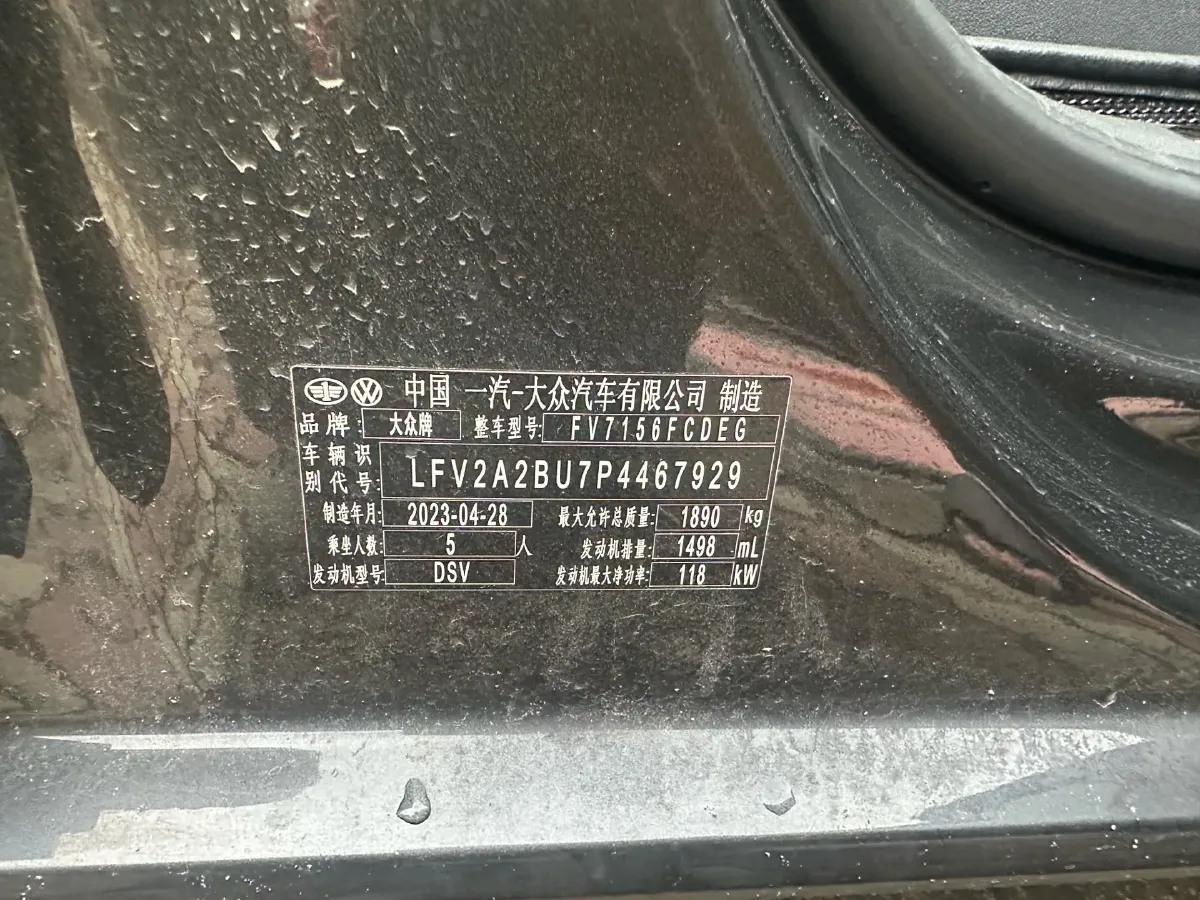 中国 一汽-大众汽车有限公司 制造
品牌: 大众牌 整车型号: FV7156FCDEG
车辆识别代号: LFV2A2BU7P4467929
制造年月: 2023-04-28 最大允许总质量: 1890 kg
乘坐人数: 5 人 发动机排量: 1498 mL
发动机型号: DSV 发动机最大净功率: 118 kW